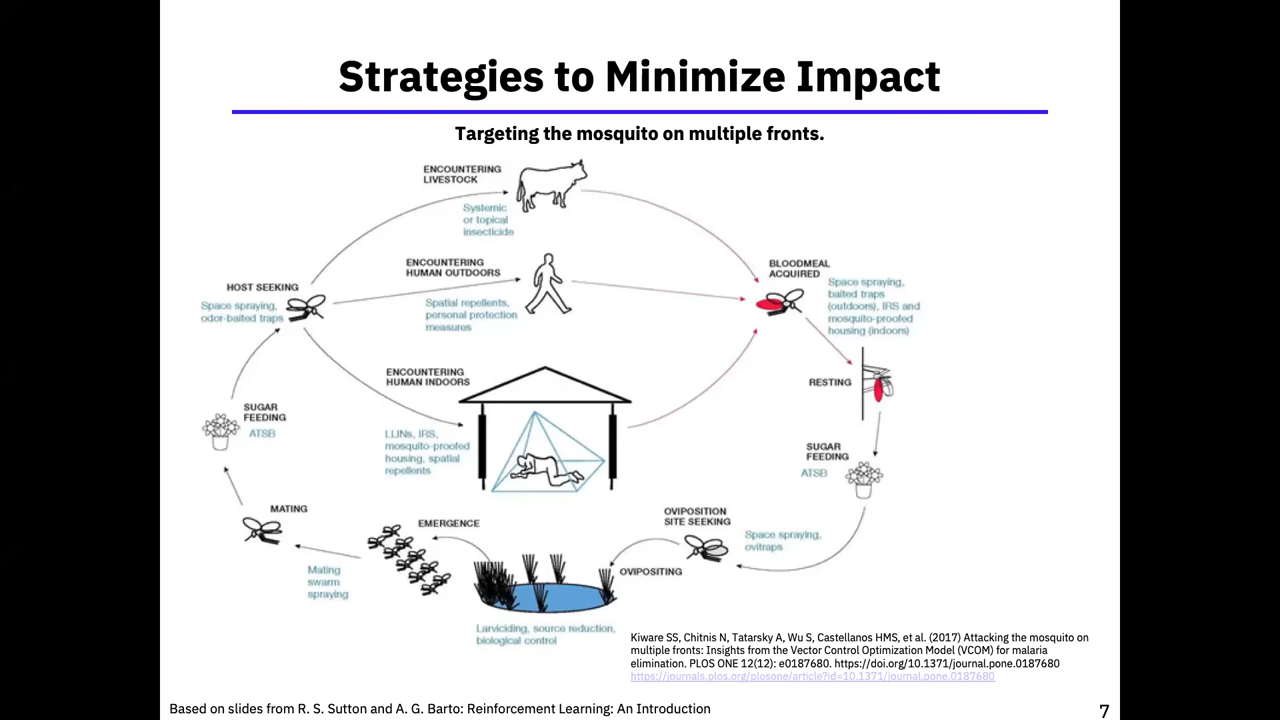 Strategies to Minimize Impact
Targeting the mosquito on multiple fronts.
ENCOUNTERING
LIVESTOCK
Systemic
or topical
insecticide
ENCOUNTERING
HUMAN OUTDOORS
Spatial repellents,
personal protection
measures
HOST SEEKING
Space spraying,
odor-baited traps
BLOODMEAL
ACQUIRED
Space spraying,
baited traps
(outdoors), IRS and
mosquito-proofed
housing (indoors)
ENCOUNTERING
HUMAN INDOORS
LLINs, IRS,
mosquito-proofed
housing, spatial
repellents
RESTING
SUGAR
FEEDING
ATSB
SUGAR
FEEDING
ATSB
MATING
Mating
swarm
spraying
EMERGENCE
OVIPOSITION
SITE SEEKING
Space spraying,
ovitraps
OVIPOSITING
Larviciding, source reduction,
biological control
Kiware SS, Chitnis N, Tatarsky A, Wu S, Castellanos HMS, et al. (2017) Attacking the mosquito on
multiple fronts: Insights from the Vector Control Optimization Model (VCOM) for malaria
elimination. PLOS ONE 12(12): e0187680. https://doi.org/10.1371/journal.pone.0187680
https://journals.plos.org/plosone/article?id=10.1371/journal.pone.0187680
Based on slides from R. S. Sutton and A. G. Barto: Reinforcement Learning: An Introduction
7